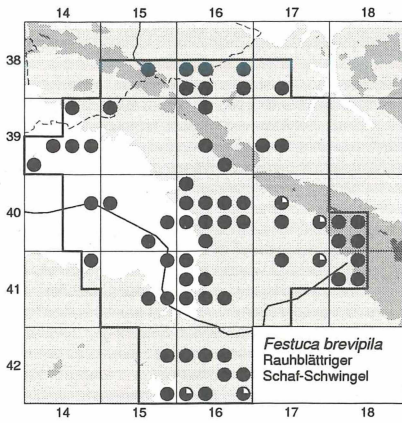 14 15 16 17 18
38
39
40
41
42
Festuca brevipila
Rauhblättriger
Schaf-Schwingel
14 15 16 17 18